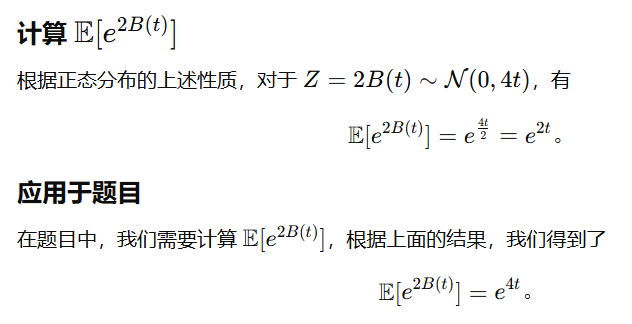 计算 $\mathbb{E}[e^{2B(t)}]$
根据正态分布的上述性质，对于 $Z = 2B(t) \sim \mathcal{N}(0, 4t)$，有
$\mathbb{E}[e^{2B(t)}] = e^{\frac{4t}{2}} = e^{2t}$。
应用于题目
在题目中，我们需要计算 $\mathbb{E}[e^{2B(t)}]$，根据上面的结果，我们得到了
$\mathbb{E}[e^{2B(t)}] = e^{4t}$。